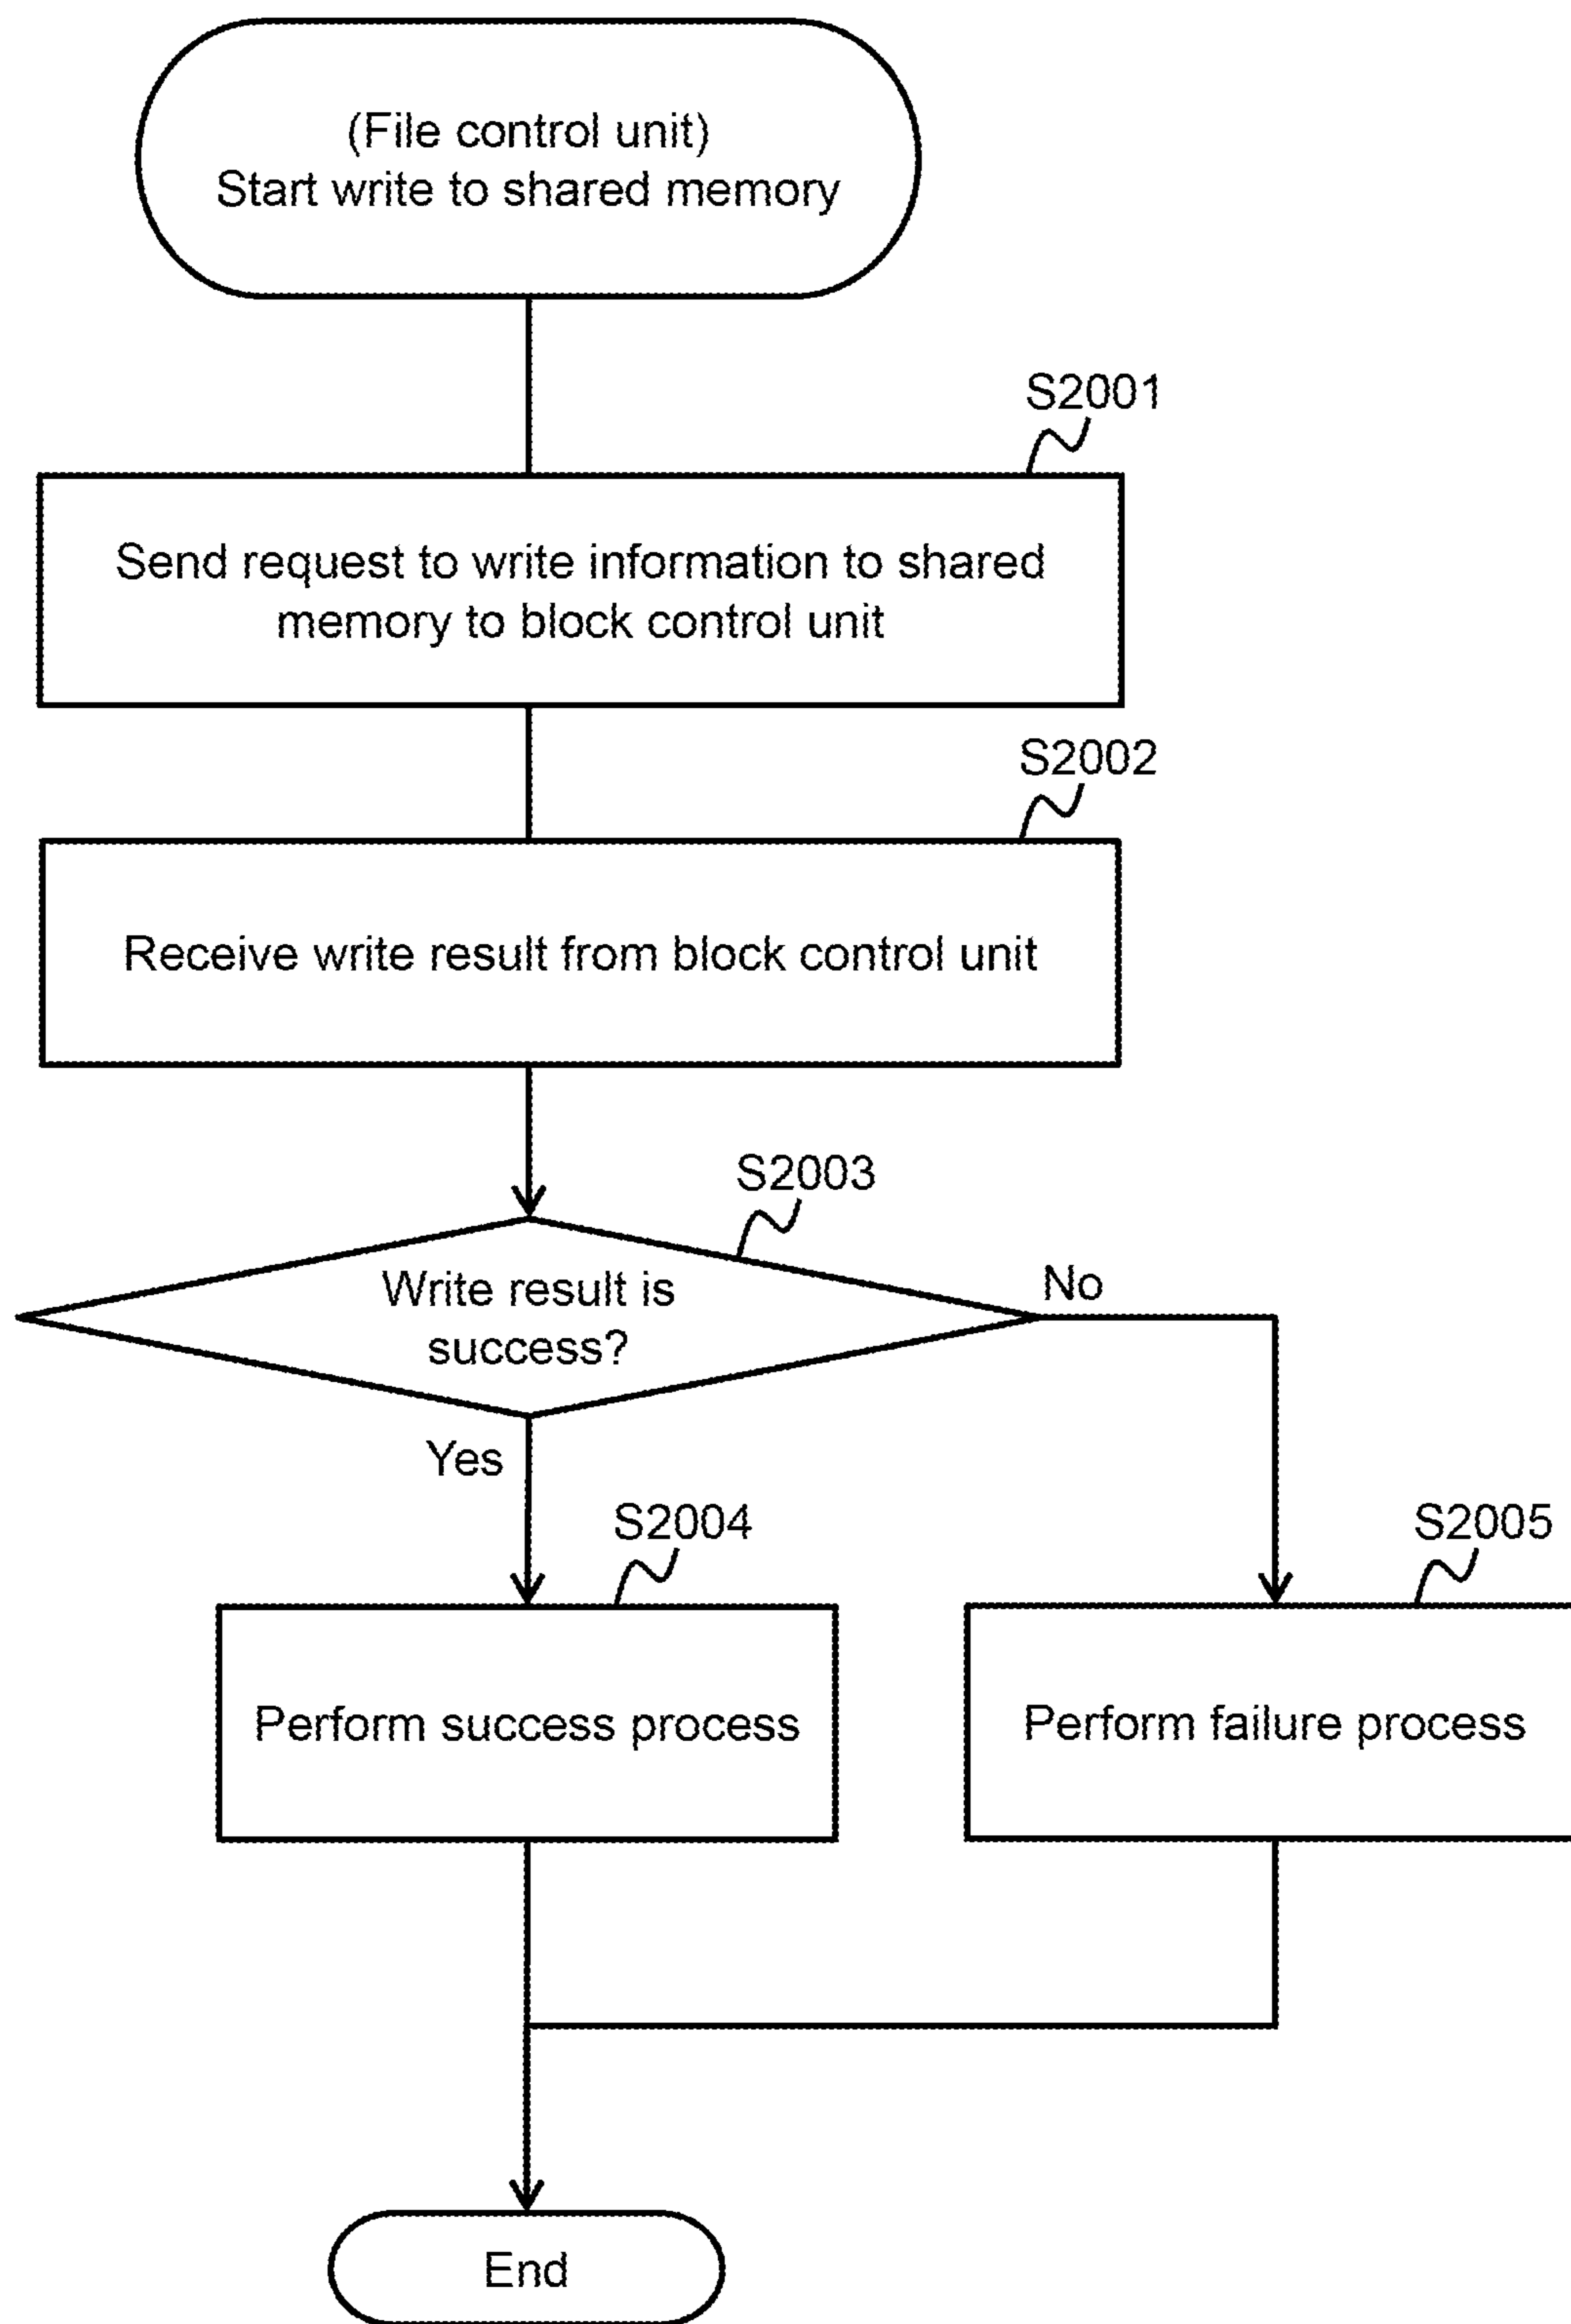 (File control unit)
Start write to shared memory
S2001
Send request to write information to shared
memory to block control unit
S2002
Receive write result from block control unit
S2003
Write result is
success?
No
Yes
S2004
S2005
Perform success process
Perform failure process
End